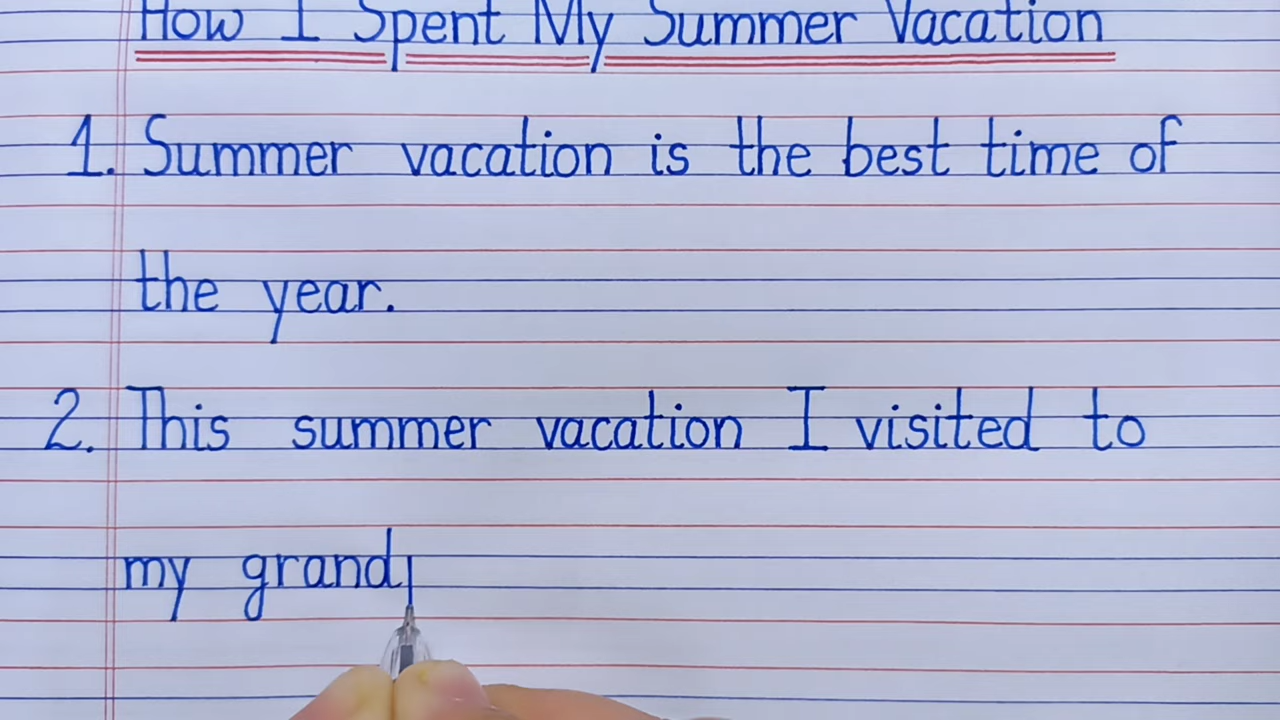 How I Spent My Summer Vacation
1. Summer vacation is the best time of
the year.
2. This summer vacation I visited to
my grand